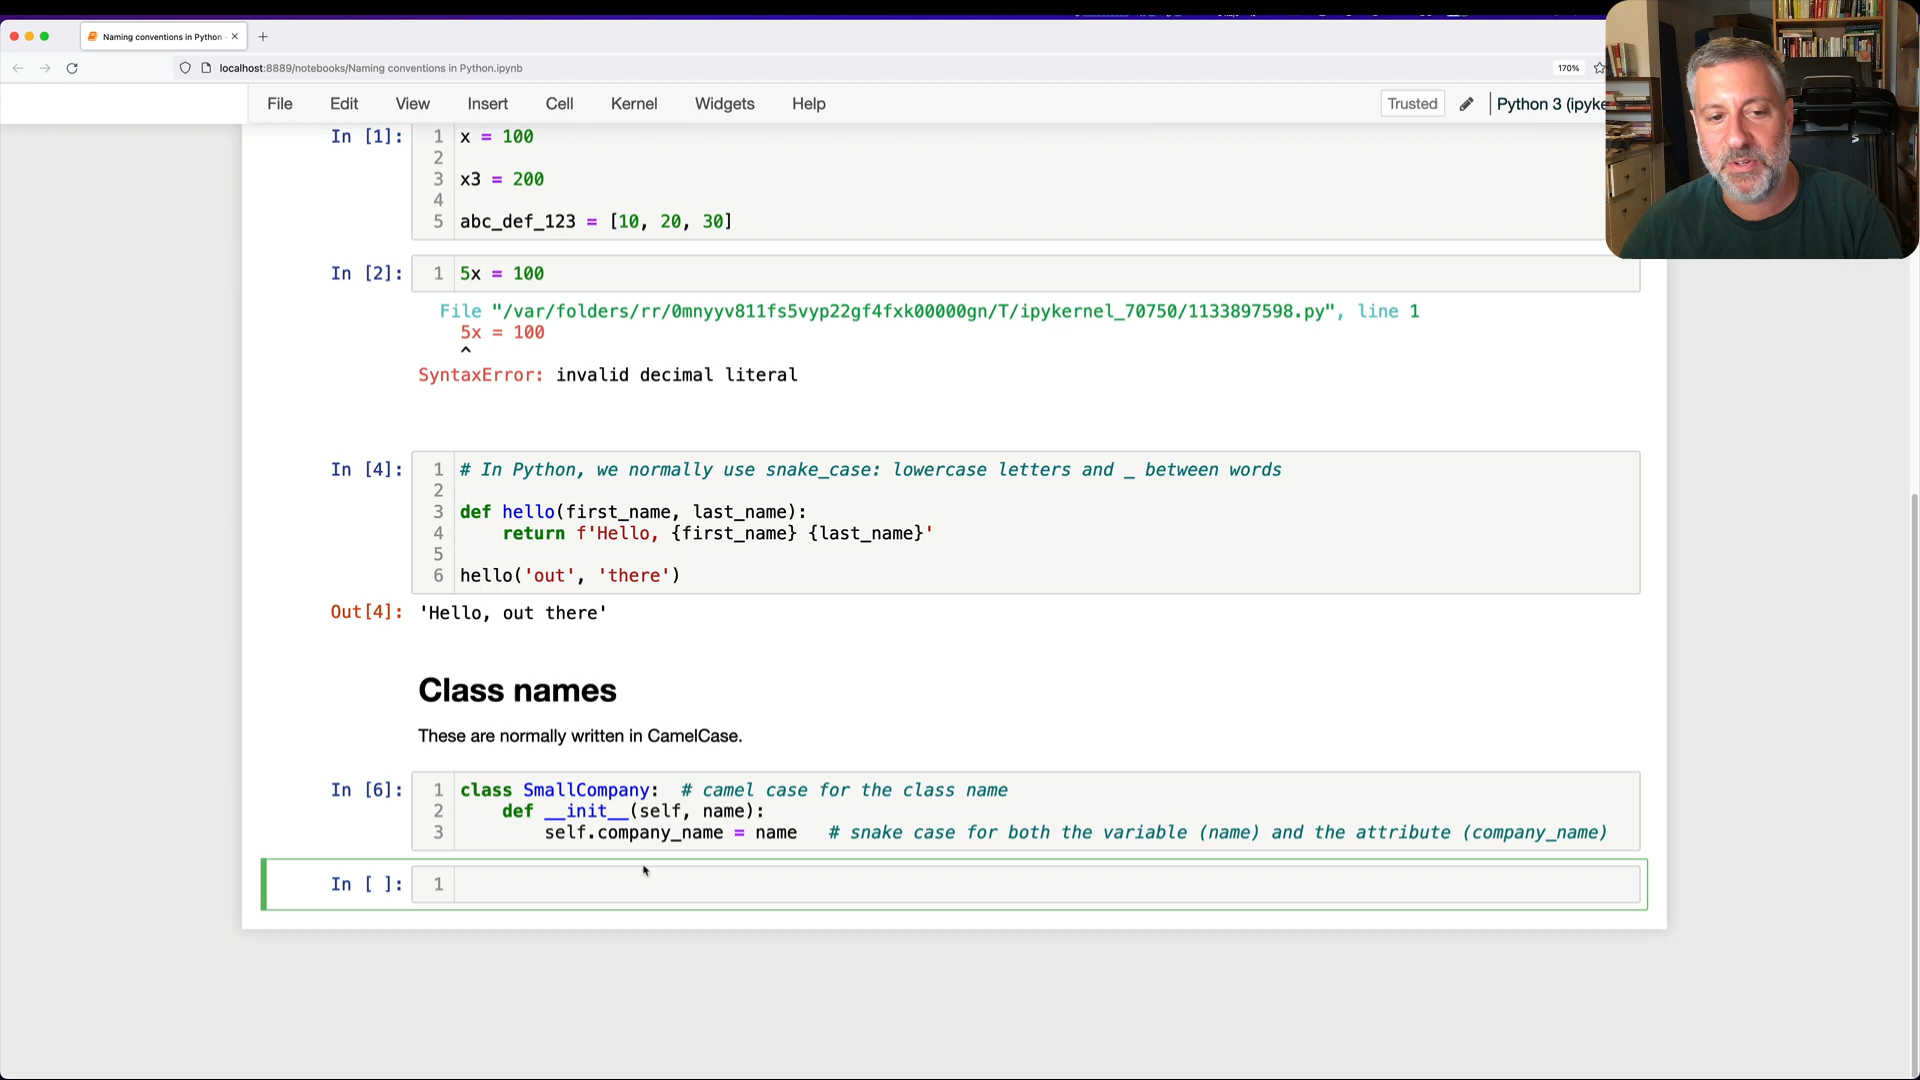 Naming conventions in Python -
localhost:8889/notebooks/Naming conventions in Python.ipynb
170%
File Edit View Insert Cell Kernel Widgets Help
Trusted
Python 3 (ipyke
In [1]:
1 x = 100
2
3 x3 = 200
4
5 abc_def_123 = [10, 20, 30]
In [2]:
1 5x = 100
File "/var/folders/rr/0mnyyv811fs5vyp22gf4fxk00000gn/T/ipykernel_70750/1133897598.py", line 1
5x = 100
^
SyntaxError: invalid decimal literal
In [4]:
1 # In Python, we normally use snake_case: lowercase letters and _ between words
2
3 def hello(first_name, last_name):
4     return f'Hello, {first_name} {last_name}'
5
6 hello('out', 'there')
Out[4]: 'Hello, out there'
Class names
These are normally written in CamelCase.
In [6]:
1 class SmallCompany:  # camel case for the class name
2     def __init__(self, name):
3         self.company_name = name   # snake case for both the variable (name) and the attribute (company_name)
In [ ]:
1